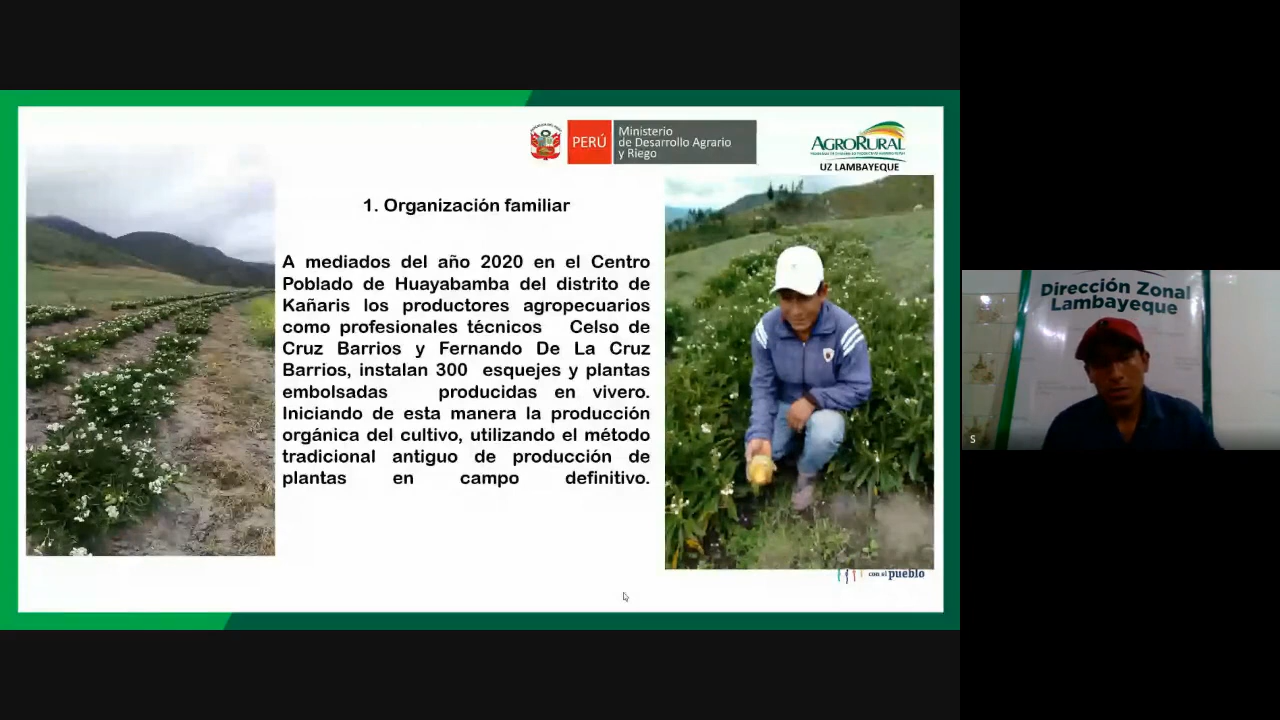 PERÚ
Ministerio
de Desarrollo Agrario
y Riego
AGRORURAL
UZ LAMBAYEQUE
1. Organización familiar
A mediados del año 2020 en el Centro
Poblado de Huayabamba del distrito de
Kañaris los productores agropecuarios
como profesionales técnicos Celso de
Cruz Barrios y Fernando De La Cruz
Barrios, instalan 300 esquejes y plantas
embolsadas producidas en vivero.
Iniciando de esta manera la producción
orgánica del cultivo, utilizando el método
tradicional antiguo de producción de
plantas en campo definitivo.
con el pueblo
Dirección Zonal
Lambayeque
S